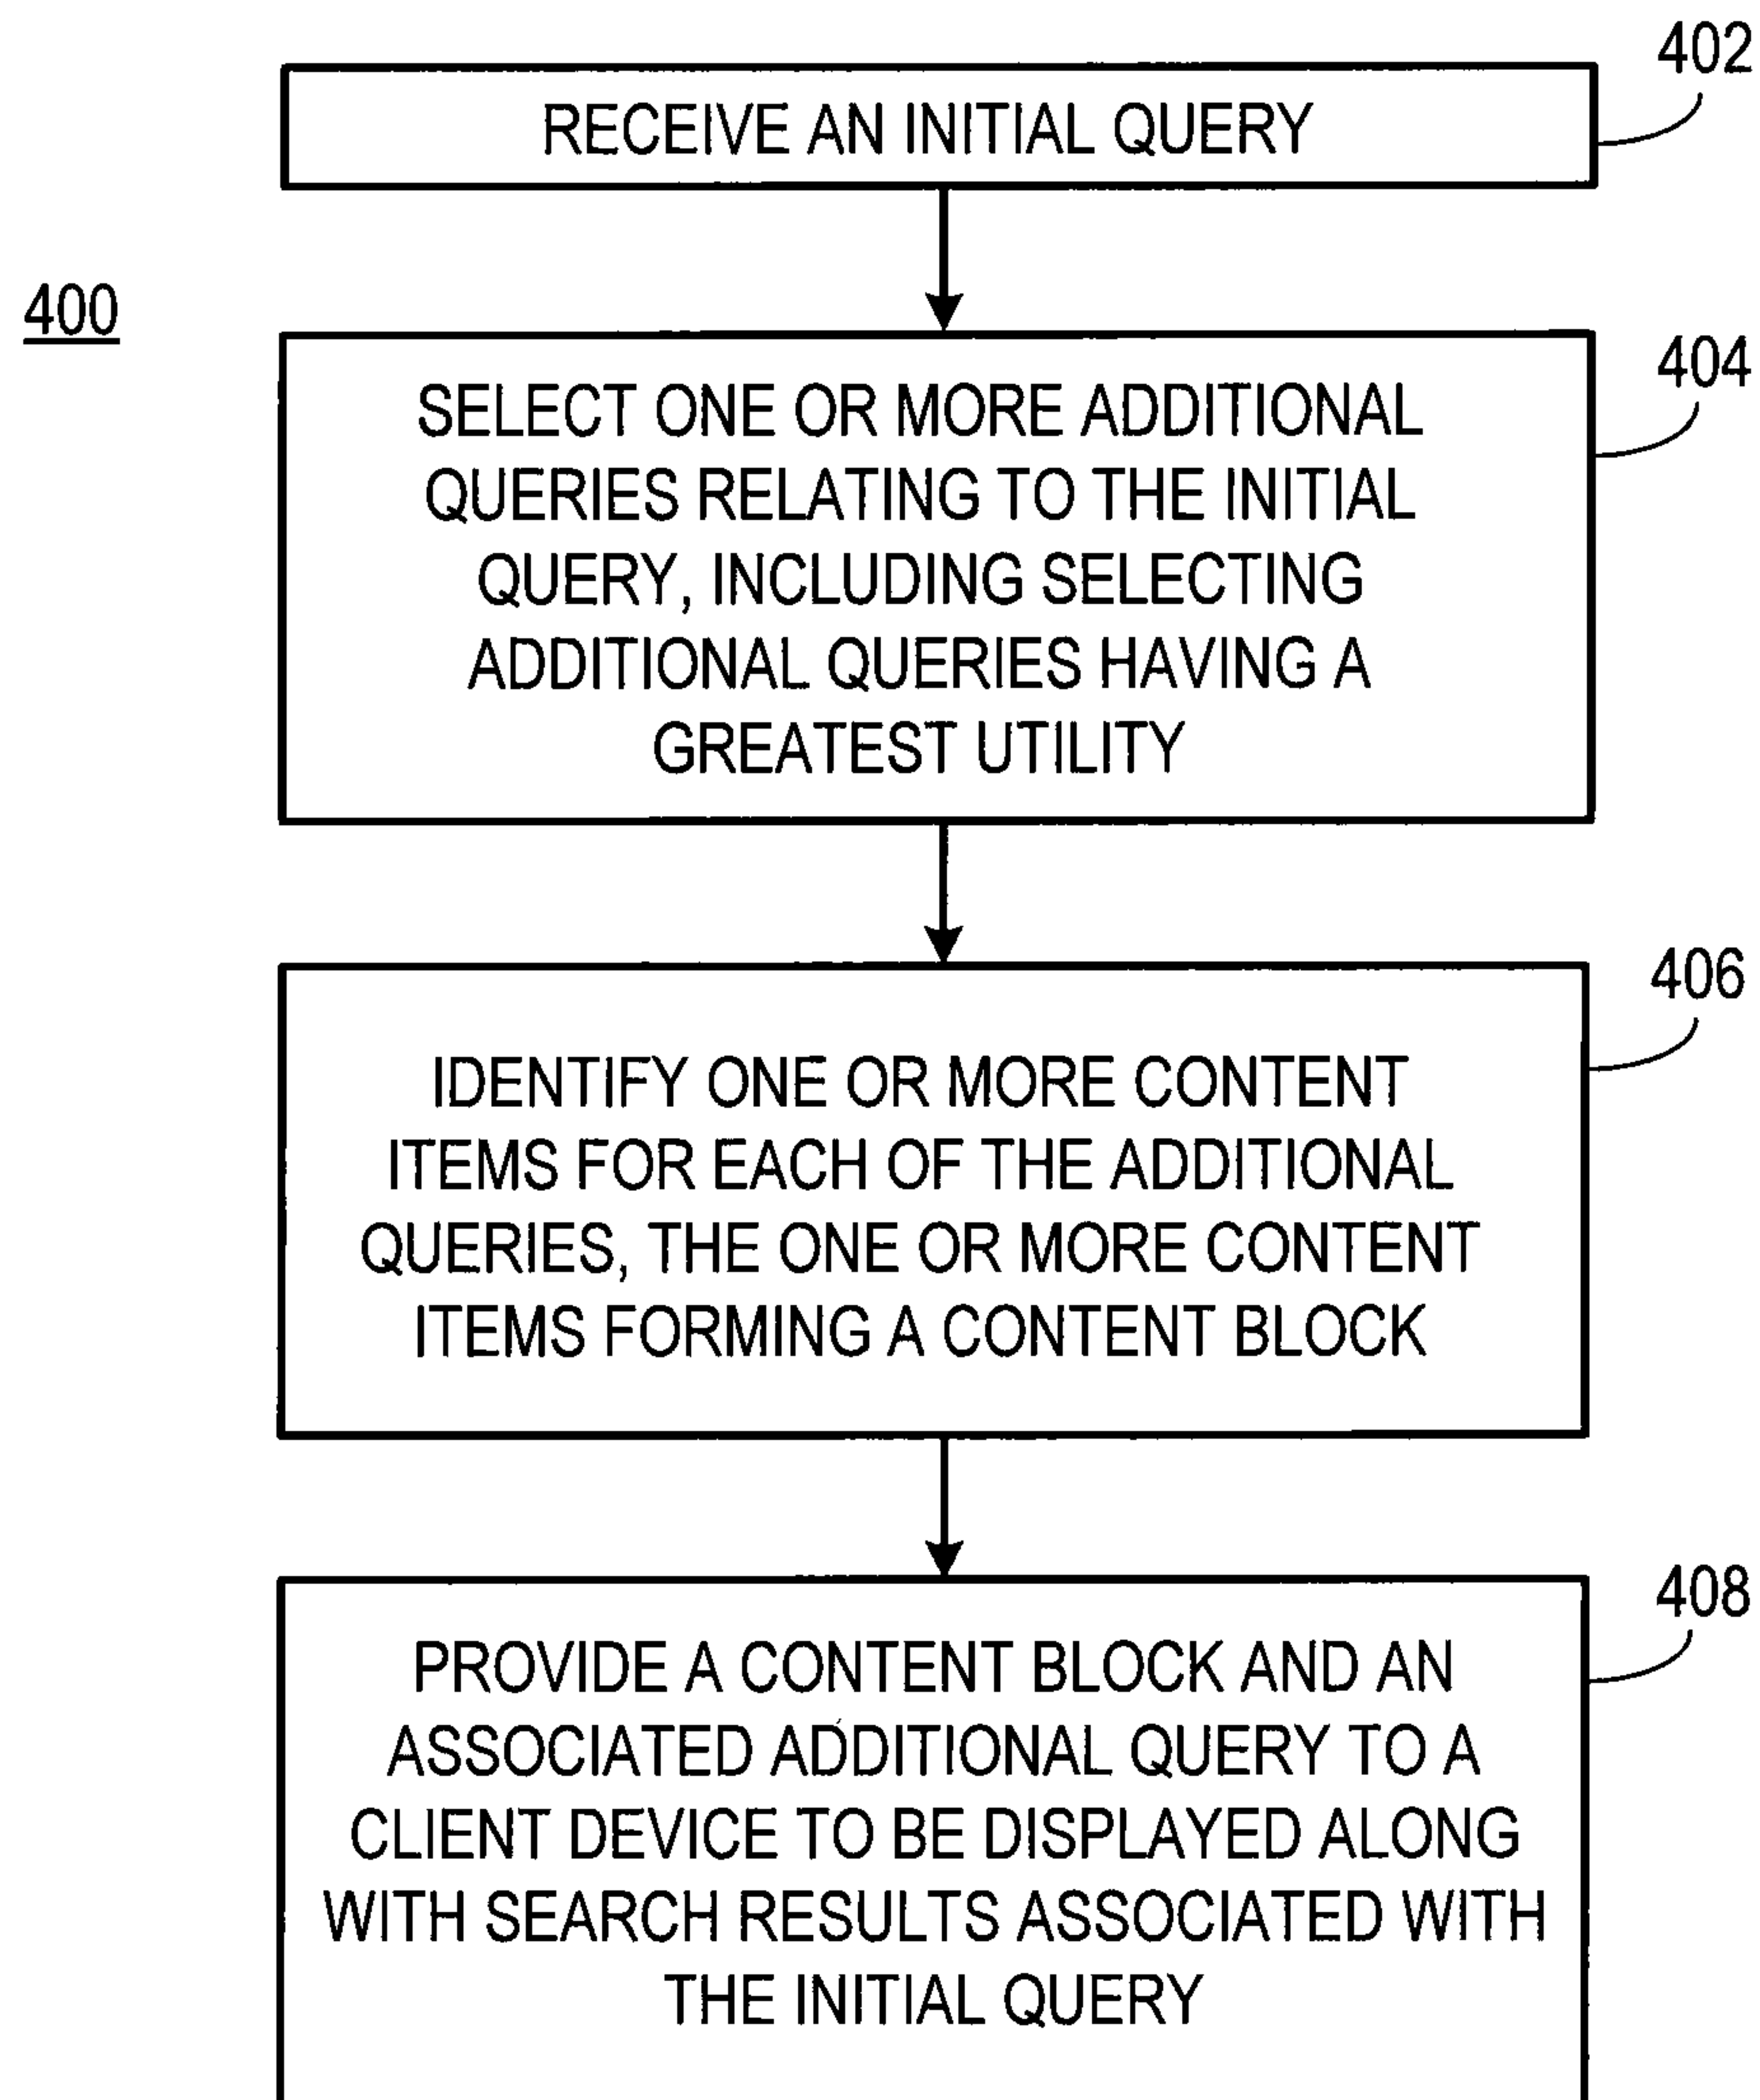 402
RECEIVE AN INITIAL QUERY
400
404
SELECT ONE OR MORE ADDITIONAL
QUERIES RELATING TO THE INITIAL
QUERY, INCLUDING SELECTING
ADDITIONAL QUERIES HAVING A
GREATEST UTILITY
406
IDENTIFY ONE OR MORE CONTENT
ITEMS FOR EACH OF THE ADDITIONAL
QUERIES, THE ONE OR MORE CONTENT
ITEMS FORMING A CONTENT BLOCK
408
PROVIDE A CONTENT BLOCK AND AN
ASSOCIATED ADDITIONAL QUERY TO A
CLIENT DEVICE TO BE DISPLAYED ALONG
WITH SEARCH RESULTS ASSOCIATED WITH
THE INITIAL QUERY